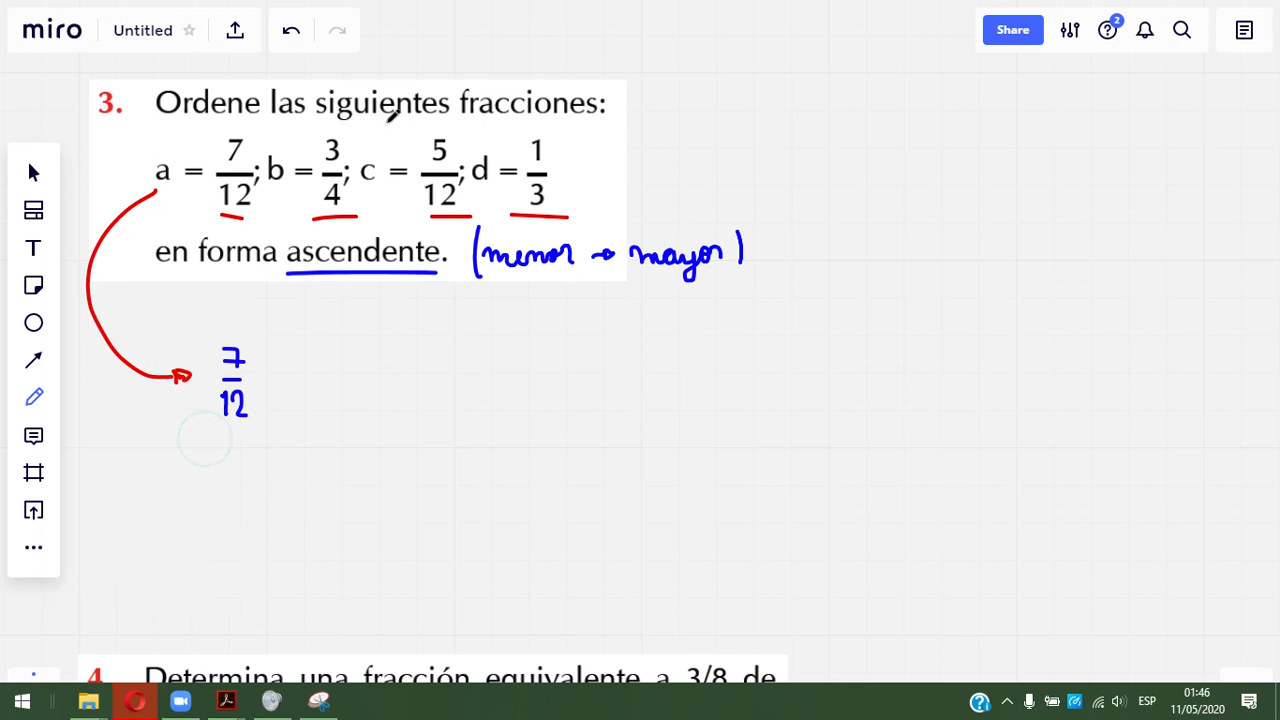 miro Untitled Share 2
3. Ordene las siguientes fracciones:
a = 7/12; b = 3/4; c = 5/12; d = 1/3
en forma ascendente. (menor → mayor)
7/12
T
4. Determina una fracción equivalente a 3/8 de
ESP 01:46 11/05/2020